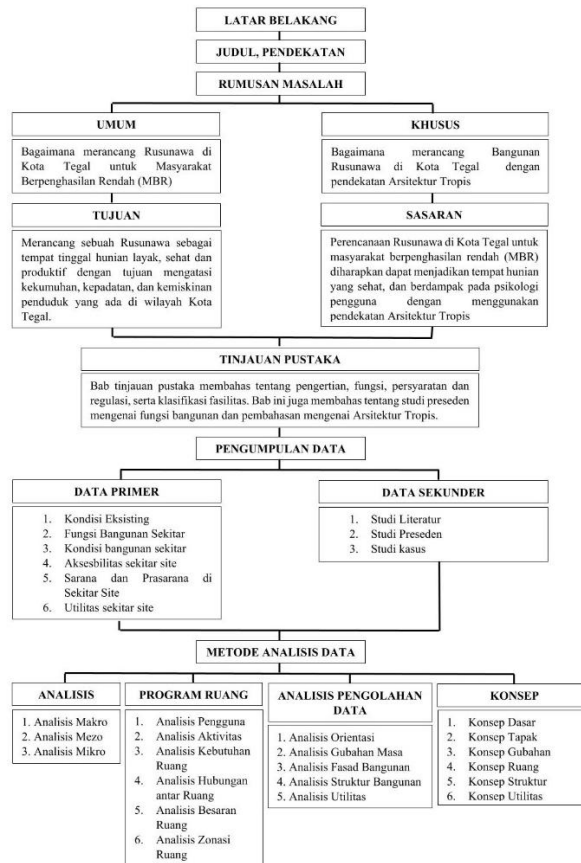 LATAR BELAKANG
JUDUL, PENDEKATAN
RUMUSAN MASALAH
UMUM
Bagaimana merancang Rusunawa di
Kota Tegal untuk Masyarakat
Berpenghasilan Rendah (MBR)
KHUSUS
Bagaimana merancang Bangunan
Rusunawa di Kota Tegal dengan
pendekatan Arsitektur Tropis
TUJUAN
Merancang sebuah Rusunawa sebagai
tempat tinggal hunian layak, sehat dan
produktif dengan tujuan mengatasi
kekumuhan, kepadatan, dan kemiskinan
penduduk yang ada di wilayah Kota
Tegal.
SASARAN
Perencanaan Rusunawa di Kota Tegal untuk
masyarakat berpenghasilan rendah (MBR)
diharapkan dapat menjadikan tempat hunian
yang sehat, dan berdampak pada psikologi
pengguna dengan menggunakan
pendekatan Arsitektur Tropis
TINJAUAN PUSTAKA
Bab tinjauan pustaka membahas tentang pengertian, fungsi, persyaratan dan
regulasi, serta klasifikasi fasilitas. Bab ini juga membahas tentang studi preseden
mengenai fungsi bangunan dan pembahasan mengenai Arsitektur Tropis.
PENGUMPULAN DATA
DATA PRIMER
1. Kondisi Eksisting
2. Fungsi Bangunan Sekitar
3. Kondisi bangunan sekitar
4. Aksesbilitas sekitar site
5. Sarana dan Prasarana di
Sekitar Site
6. Utilitas sekitar site
DATA SEKUNDER
1. Studi Literatur
2. Studi Preseden
3. Studi kasus
METODE ANALISIS DATA
ANALISIS
1. Analisis Makro
2. Analisis Mezo
3. Analisis Mikro
PROGRAM RUANG
1. Analisis Pengguna
2. Analisis Aktivitas
3. Analisis Kebutuhan
Ruang
4. Analisis Hubungan
antar Ruang
5. Analisis Besaran
Ruang
6. Analisis Zonasi
Ruang
ANALISIS PENGOLAHAN
DATA
1. Analisis Orientasi
2. Analisis Gubahan Masa
3. Analisis Fasad Bangunan
4. Analisis Struktur Bangunan
5. Analisis Utilitas
KONSEP
1. Konsep Dasar
2. Konsep Tapak
3. Konsep Gubahan
4. Konsep Ruang
5. Konsep Struktur
6. Konsep Utilitas